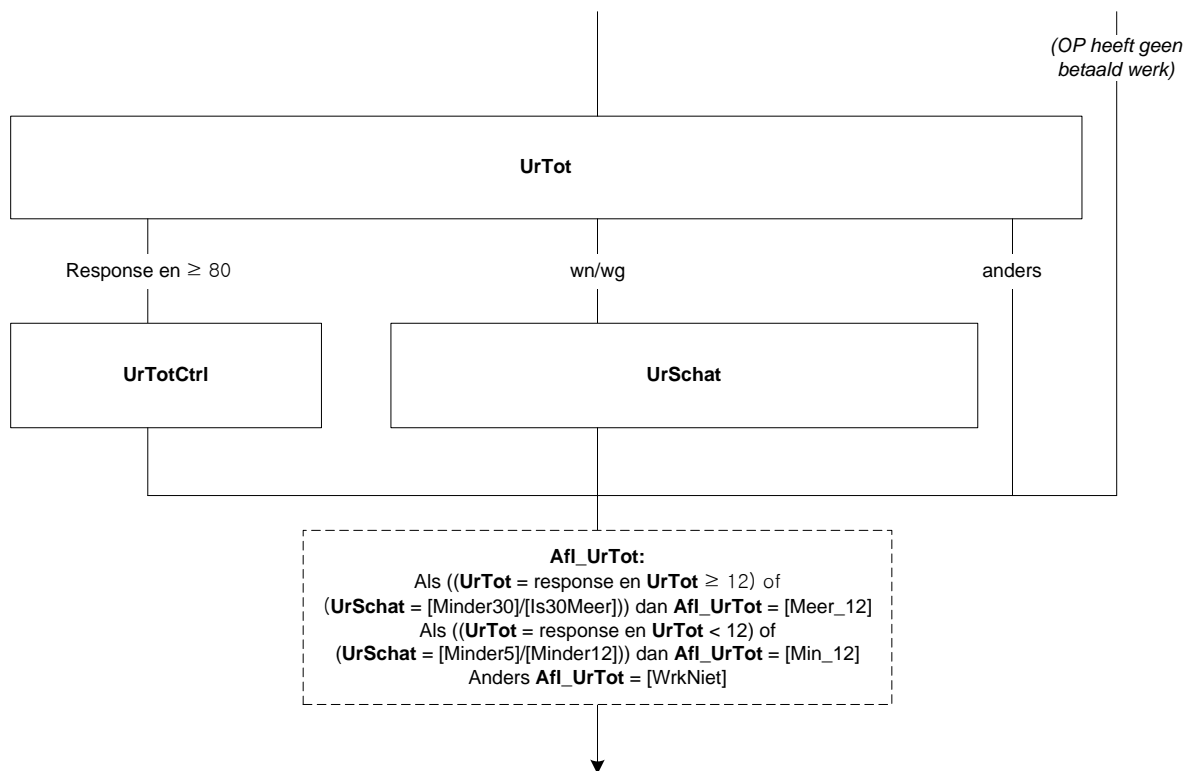 (OP heeft geen
betaald werk)
UrTot
Response en ≥ 80
wn/wg
anders
UrTotCtrl
UrSchat
Afl_UrTot:
Als ((UrTot = response en UrTot ≥ 12) of
(UrSchat = [Minder30]/[Is30Meer])) dan Afl_UrTot = [Meer_12]
Als ((UrTot = response en UrTot < 12) of
(UrSchat = [Minder5]/[Minder12])) dan Afl_UrTot = [Min_12]
Anders Afl_UrTot = [WrkNiet]